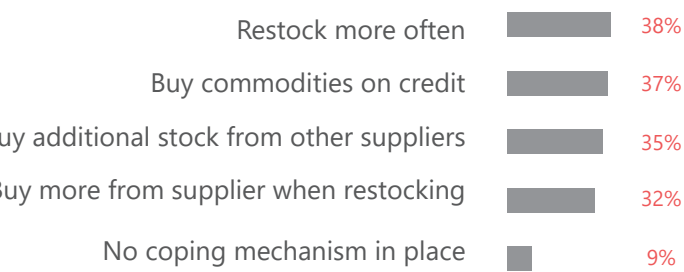 Restock more often 38%
Buy commodities on credit 37%
uy additional stock from other suppliers 35%
Buy more from supplier when restocking 32%
No coping mechanism in place 9%